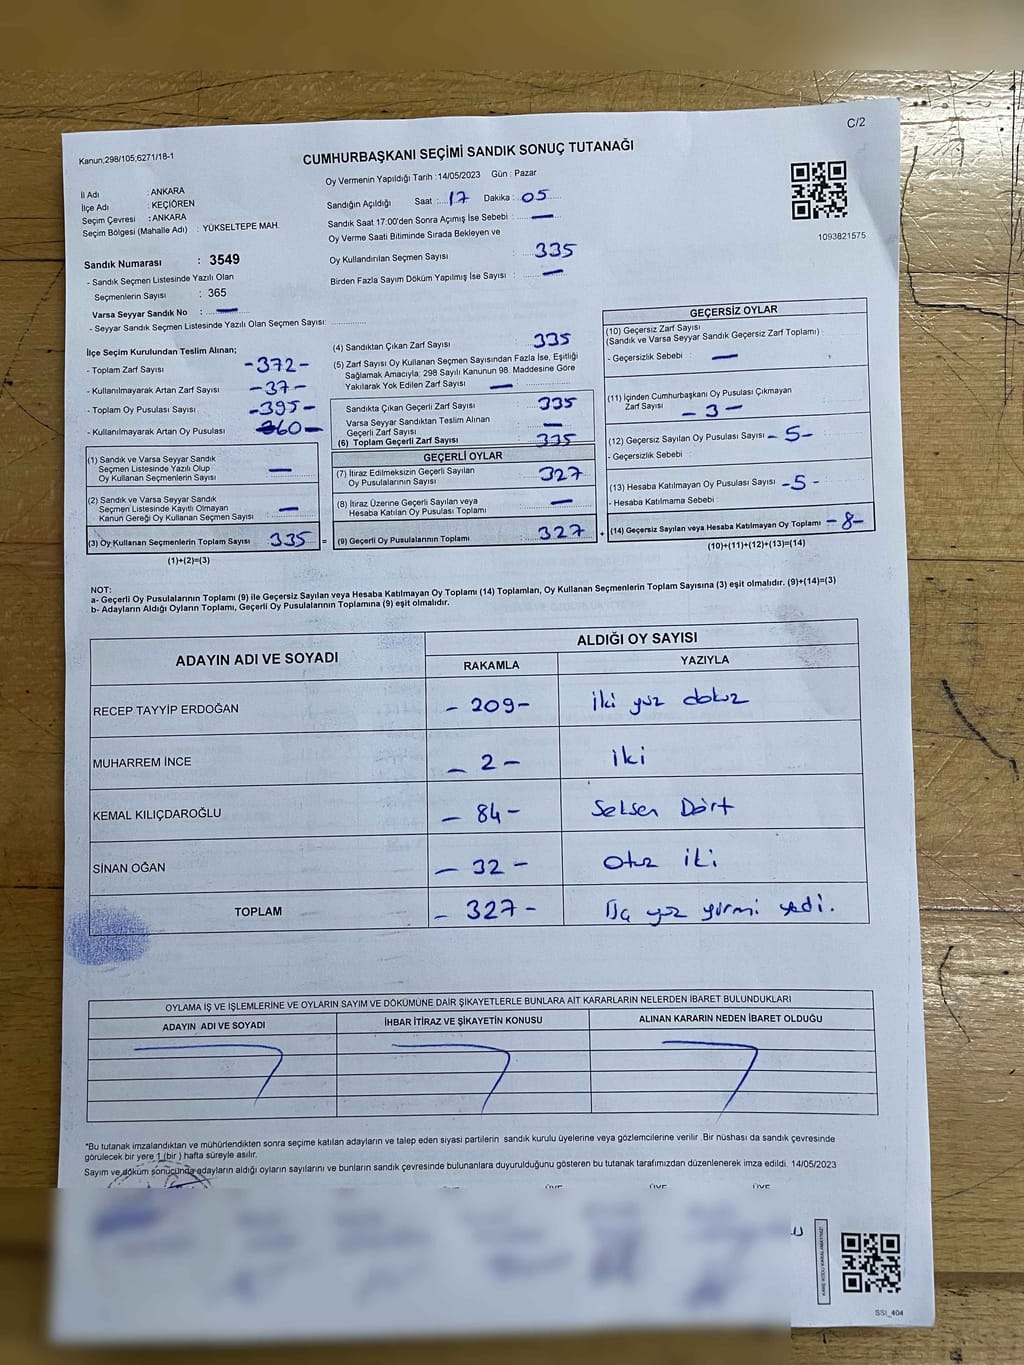 C/2
Kanun;298/105;6271/18-1
CUMHURBAŞKANI SEÇİMİ SANDIK SONUÇ TUTANAĞI
Oy Vermenin Yapıldığı Tarih :14/05/2023 Gün : Pazar
İl Adı : ANKARA
İlçe Adı : KEÇİÖREN
Seçim Çevresi : ANKARA
Seçim Bölgesi (Mahalle Adı) : YÜKSELTEPE MAH.
Sandığın Açıldığı Saat : 17 Dakika : 05
Sandık Saat 17:00'den Sonra Açımış İse Sebebi : —
Oy Verme Saati Bitiminde Sırada Bekleyen ve
Oy Kullandırılan Seçmen Sayısı : 335
Birden Fazla Sayım Döküm Yapılmış İse Sayısı : —
1093821575
Sandık Numarası : 3549
- Sandık Seçmen Listesinde Yazılı Olan
Seçmenlerin Sayısı : 365
Varsa Seyyar Sandık No : —
- Seyyar Sandık Seçmen Listesinde Yazılı Olan Seçmen Sayısı:
İlçe Seçim Kurulundan Teslim Alınan;
- Toplam Zarf Sayısı -372-
- Kullanılmayarak Artan Zarf Sayısı -37-
- Toplam Oy Pusulası Sayısı -395-
- Kullanılmayarak Artan Oy Pusulası 60-
(1) Sandık ve Varsa Seyyar Sandık
Seçmen Listesinde Yazılı Olup
Oy Kullanan Seçmenlerin Sayısı —
(2) Sandık ve Varsa Seyyar Sandık
Seçmen Listesinde Kayıtlı Olmayan
Kanun Gereği Oy Kullanan Seçmen Sayısı —
(3) Oy Kullanan Seçmenlerin Toplam Sayısı 335 =
(1)+(2)=(3)
(4) Sandıktan Çıkan Zarf Sayısı 335
(5) Zarf Sayısı Oy Kullanan Seçmen Sayısından Fazla İse, Eşitliği
Sağlamak Amacıyla; 298 Sayılı Kanunun 98. Maddesine Göre
Yakılarak Yok Edilen Zarf Sayısı —
Sandıkta Çıkan Geçerli Zarf Sayısı 335
Varsa Seyyar Sandıktan Teslim Alınan
Geçerli Zarf Sayısı —
(6) Toplam Geçerli Zarf Sayısı 335
GEÇERLİ OYLAR
(7) İtiraz Edilmeksizin Geçerli Sayılan
Oy Pusulalarının Sayısı 327
(8) İtiraz Üzerine Geçerli Sayılan veya
Hesaba Katılan Oy Pusulası Toplamı —
(9) Geçerli Oy Pusulalarının Toplamı : 327 +
GEÇERSİZ OYLAR
(10) Geçersiz Zarf Sayısı
(Sandık ve Varsa Seyyar Sandık Geçersiz Zarf Toplamı) :
- Geçersizlik Sebebi : —
(11) İçinden Cumhurbaşkanı Oy Pusulası Çıkmayan
Zarf Sayısı - 3 -
(12) Geçersiz Sayılan Oy Pusulası Sayısı - 5-
- Geçersizlik Sebebi :
(13) Hesaba Katılmayan Oy Pusulası Sayısı -5-
- Hesaba Katılmama Sebebi :
(14) Geçersiz Sayılan veya Hesaba Katılmayan Oy Toplamı -8-
(10)+(11)+(12)+(13)=(14)
NOT:
a- Geçerli Oy Pusulalarının Toplamı (9) ile Geçersiz Sayılan veya Hesaba Katılmayan Oy Toplamı (14) Toplamları, Oy Kullanan Seçmenlerin Toplam Sayısına (3) eşit olmalıdır. (9)+(14)=(3)
b- Adayların Aldığı Oyların Toplamı, Geçerli Oy Pusulalarının Toplamına (9) eşit olmalıdır.
ADAYIN ADI VE SOYADI ALDIĞI OY SAYISI
RAKAMLA YAZIYLA
RECEP TAYYİP ERDOĞAN - 209- İki yüz dokuz
MUHARREM İNCE - 2 - İki
KEMAL KILIÇDAROĞLU - 84- Seksen Dört
SİNAN OĞAN - 32 - Otuz iki
TOPLAM - 327- Üç yüz yirmi yedi.
OYLAMA İŞ VE İŞLEMLERİNE VE OYLARIN SAYIM VE DÖKÜMÜNE DAİR ŞİKAYETLERLE BUNLARA AİT KARARLARIN NELERDEN İBARET BULUNDUKLARI
ADAYIN ADI VE SOYADI İHBAR İTİRAZ VE ŞİKAYETİN KONUSU ALINAN KARARIN NEDEN İBARET OLDUĞU
*Bu tutanak imzalandıktan ve mühürlendikten sonra seçime katılan adayların ve talep eden siyasi partilerin sandık kurulu üyelerine veya gözlemcilerine verilir .Bir nüshası da sandık çevresinde
görülecek bir yere 1 (bir ) hafta süreyle asılır.
Sayım ve döküm sonucunda adayların aldığı oyların sayılarını ve bunların sandık çevresinde bulunanlara duyurulduğunu gösteren bu tutanak tarafımızdan düzenlenerek imza edildi. 14/05/2023
ÜYE ÜYE ÜYE
SSI_404